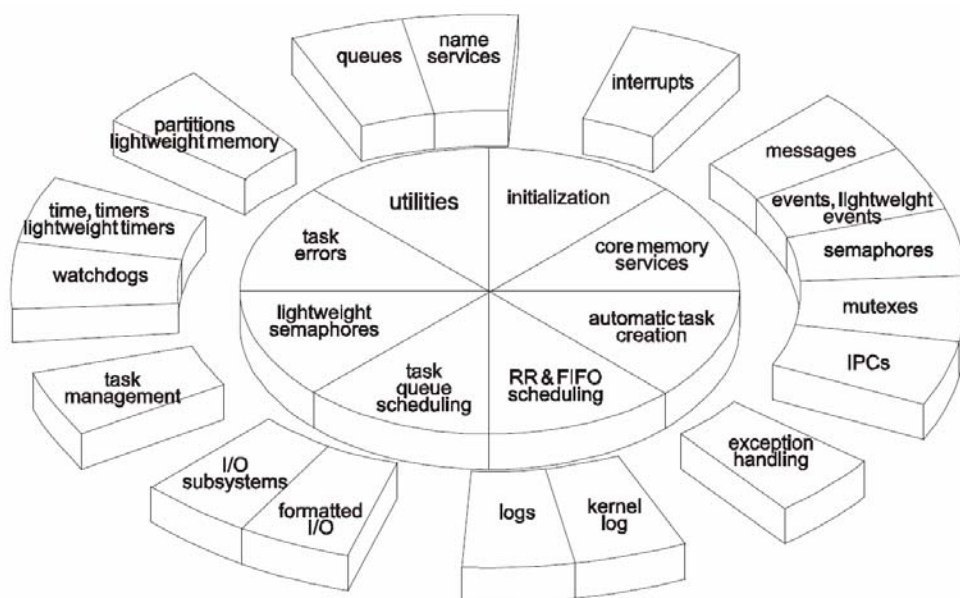 queues
name
services
interrupts
partitions
lightweight memory
messages
utilities
initialization
events, lightweight
events
time, timers
lightweight timers
task
errors
core memory
services
semaphores
watchdogs
lightweight
semaphores
automatic task
creation
mutexes
task
management
task
queue
scheduling
RR & FIFO
scheduling
IPCs
I/O
subsystems
formatted
I/O
logs
kernel
log
exception
handling